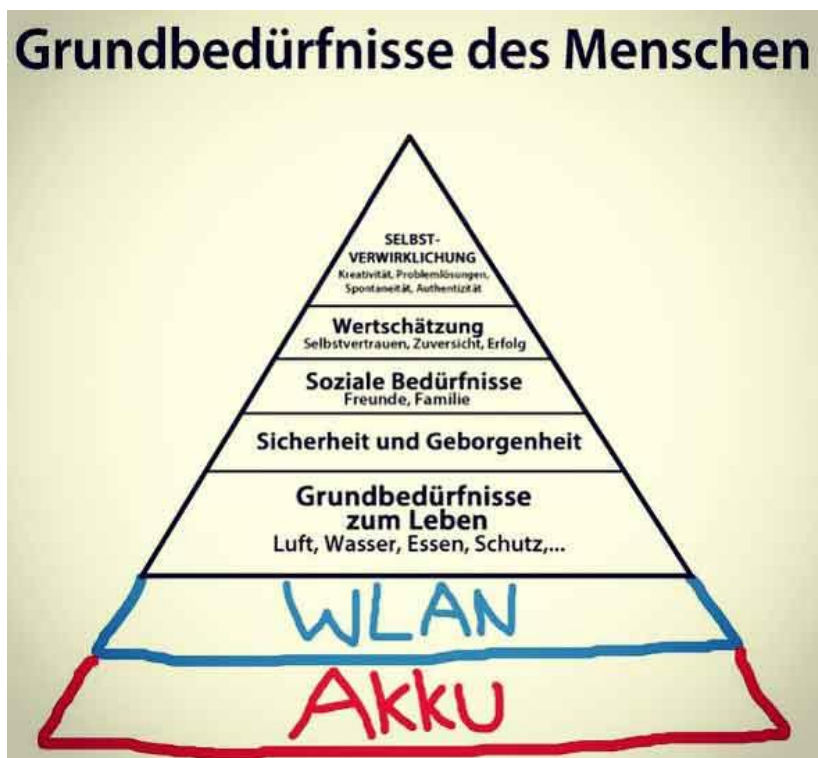 Grundbedürfnisse des Menschen
SELBST-
VERWIRKLICHUNG
Kreativität, Problemlösungen,
Spontaneität, Authentizität
Wertschätzung
Selbstvertrauen, Zuversicht, Erfolg
Soziale Bedürfnisse
Freunde, Familie
Sicherheit und Geborgenheit
Grundbedürfnisse
zum Leben
Luft, Wasser, Essen, Schutz,...
WLAN
AKKU